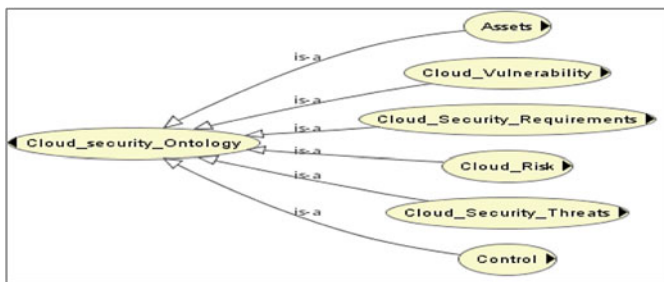 Assets
is-a
Cloud_Vulnerability
is-a
Cloud_Security_Requirements
is-a
Cloud_security_Ontology
is-a
Cloud_Risk
is-a
Cloud_Security_Threats
is-a
Control